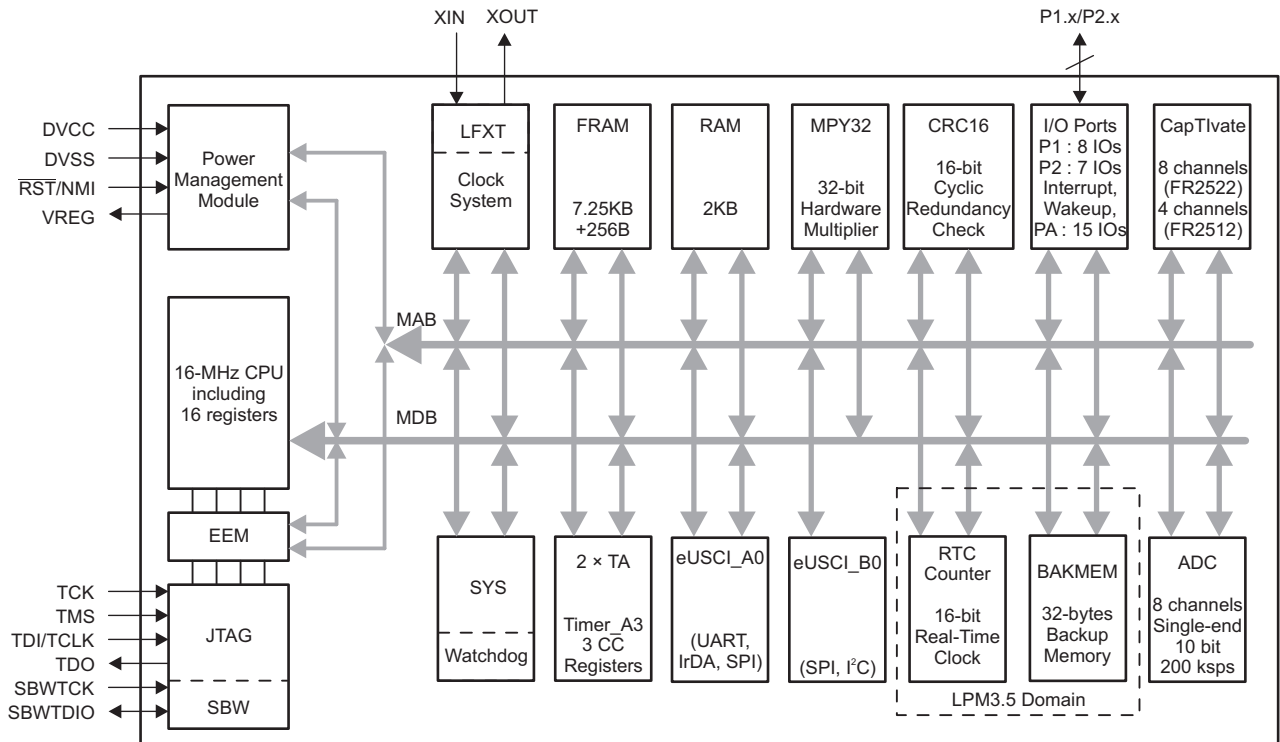 XIN
XOUT
P1.x/P2.x
DVCC
DVSS
RST/NMI
VREG
Power
Management
Module
LFXT
Clock
System
FRAM
7.25KB
+256B
RAM
2KB
MPY32
32-bit
Hardware
Multiplier
CRC16
16-bit
Cyclic
Redundancy
Check
I/O Ports
P1 : 8 IOs
P2 : 7 IOs
Interrupt,
Wakeup,
PA : 15 IOs
CapTIvate
8 channels
(FR2522)
4 channels
(FR2512)
MAB
16-MHz CPU
including
16 registers
MDB
EEM
TCK
TMS
TDI/TCLK
TDO
SBWTCK
SBWTDIO
JTAG
SBW
SYS
Watchdog
2 × TA
Timer_A3
3 CC
Registers
eUSCI_A0
(UART,
IrDA, SPI)
eUSCI_B0
(SPI, I²C)
RTC
Counter
16-bit
Real-Time
Clock
BAKMEM
32-bytes
Backup
Memory
LPM3.5 Domain
ADC
8 channels
Single-end
10 bit
200 ksps